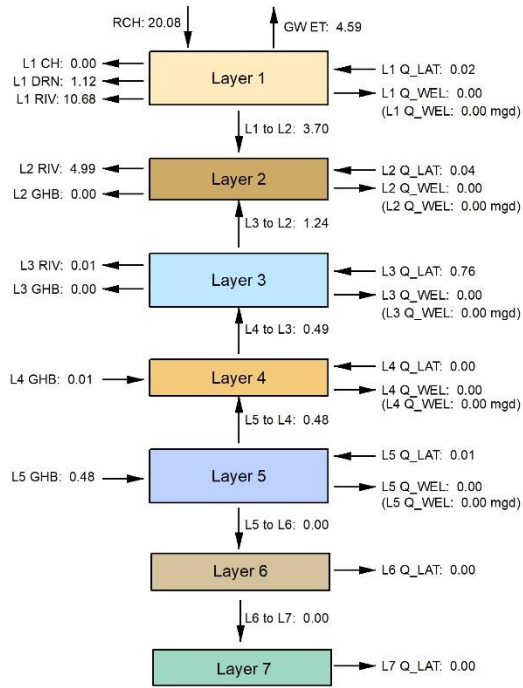 RCH: 20.08
GW ET: 4.59
L1 CH: 0.00
L1 DRN: 1.12
L1 RIV: 10.68
Layer 1
L1 Q_LAT: 0.02
L1 Q_WEL: 0.00
(L1 Q_WEL: 0.00 mgd)
L1 to L2: 3.70
L2 RIV: 4.99
L2 GHB: 0.00
Layer 2
L2 Q_LAT: 0.04
L2 Q_WEL: 0.00
(L2 Q_WEL: 0.00 mgd)
L3 to L2: 1.24
L3 RIV: 0.01
L3 GHB: 0.00
Layer 3
L3 Q_LAT: 0.76
L3 Q_WEL: 0.00
(L3 Q_WEL: 0.00 mgd)
L4 to L3: 0.49
L4 GHB: 0.01
Layer 4
L4 Q_LAT: 0.00
L4 Q_WEL: 0.00
(L4 Q_WEL: 0.00 mgd)
L5 to L4: 0.48
L5 GHB: 0.48
Layer 5
L5 Q_LAT: 0.01
L5 Q_WEL: 0.00
(L5 Q_WEL: 0.00 mgd)
L5 to L6: 0.00
Layer 6
L6 Q_LAT: 0.00
L6 to L7: 0.00
Layer 7
L7 Q_LAT: 0.00